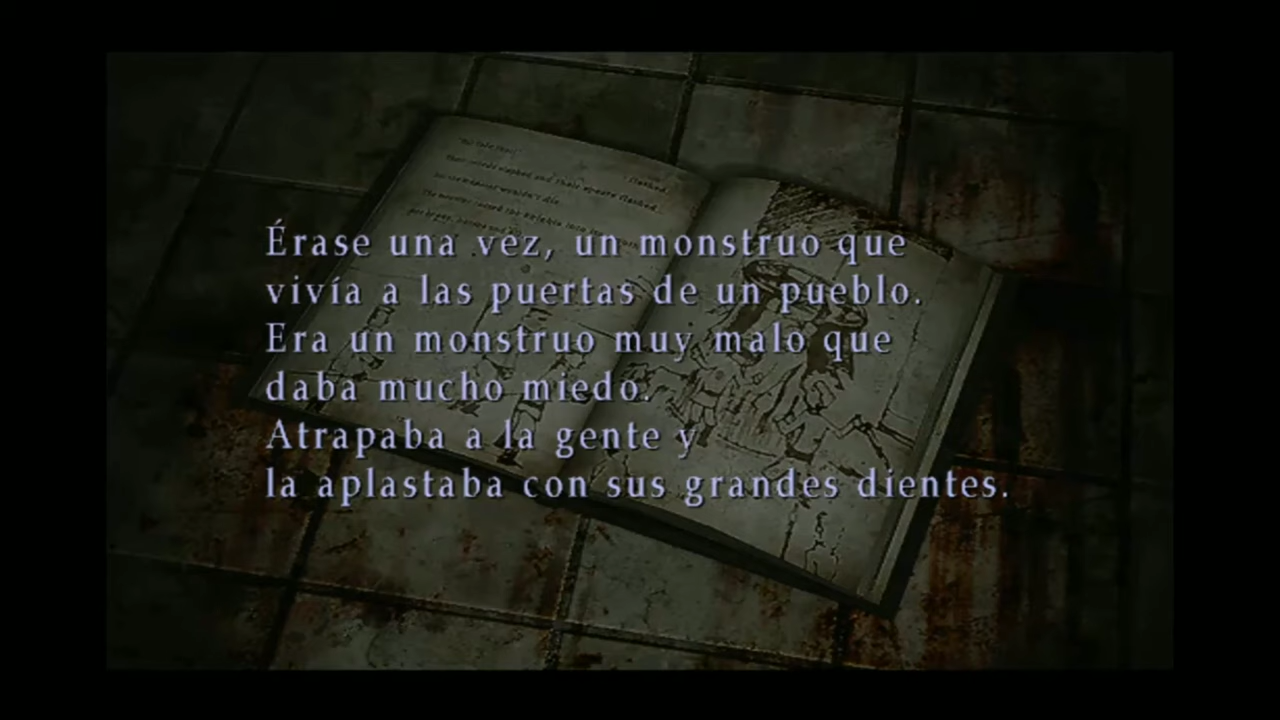 Érase una vez, un monstruo que
vivía a las puertas de un pueblo.
Era un monstruo muy malo que
daba mucho miedo.
Atrapaba a la gente y
la aplastaba con sus grandes dientes.